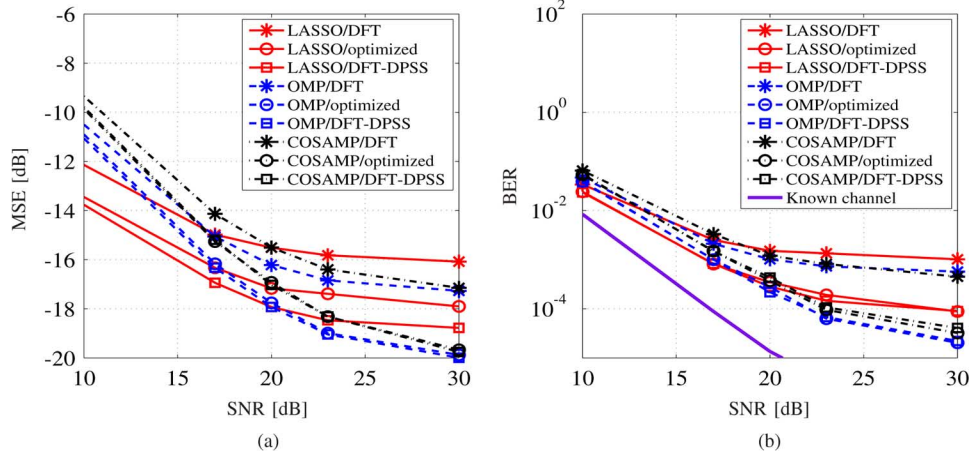 -6
-8
-10
-12
-14
-16
-18
-20
MSE [dB]
10
15
20
25
30
SNR [dB]
LASSO/DFT
LASSO/optimized
LASSO/DFT-DPSS
OMP/DFT
OMP/optimized
OMP/DFT-DPSS
COSAMP/DFT
COSAMP/optimized
COSAMP/DFT-DPSS
(a)
10^2
10^0
10^-2
10^-4
BER
10
15
20
25
30
SNR [dB]
LASSO/DFT
LASSO/optimized
LASSO/DFT-DPSS
OMP/DFT
OMP/optimized
OMP/DFT-DPSS
COSAMP/DFT
COSAMP/optimized
COSAMP/DFT-DPSS
Known channel
(b)